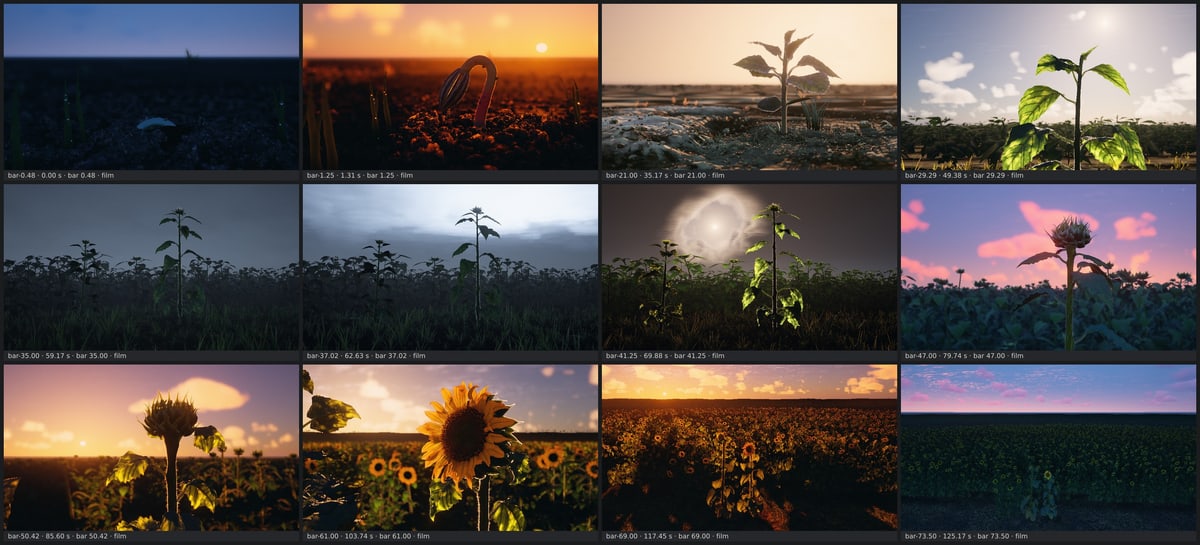 bar-0.48 · 0.00 s · bar 0.48 · film
bar-1.25 · 1.31 s · bar 1.25 · film
bar-21.00 · 35.17 s · bar 21.00 · film
bar-29.29 · 49.38 s · bar 29.29 · film
bar-35.00 · 59.17 s · bar 35.00 · film
bar-37.02 · 62.63 s · bar 37.02 · film
bar-41.25 · 69.88 s · bar 41.25 · film
bar-47.00 · 79.74 s · bar 47.00 · film
bar-50.42 · 85.60 s · bar 50.42 · film
bar-61.00 · 103.74 s · bar 61.00 · film
bar-69.00 · 117.45 s · bar 69.00 · film
bar-73.50 · 125.17 s · bar 73.50 · film